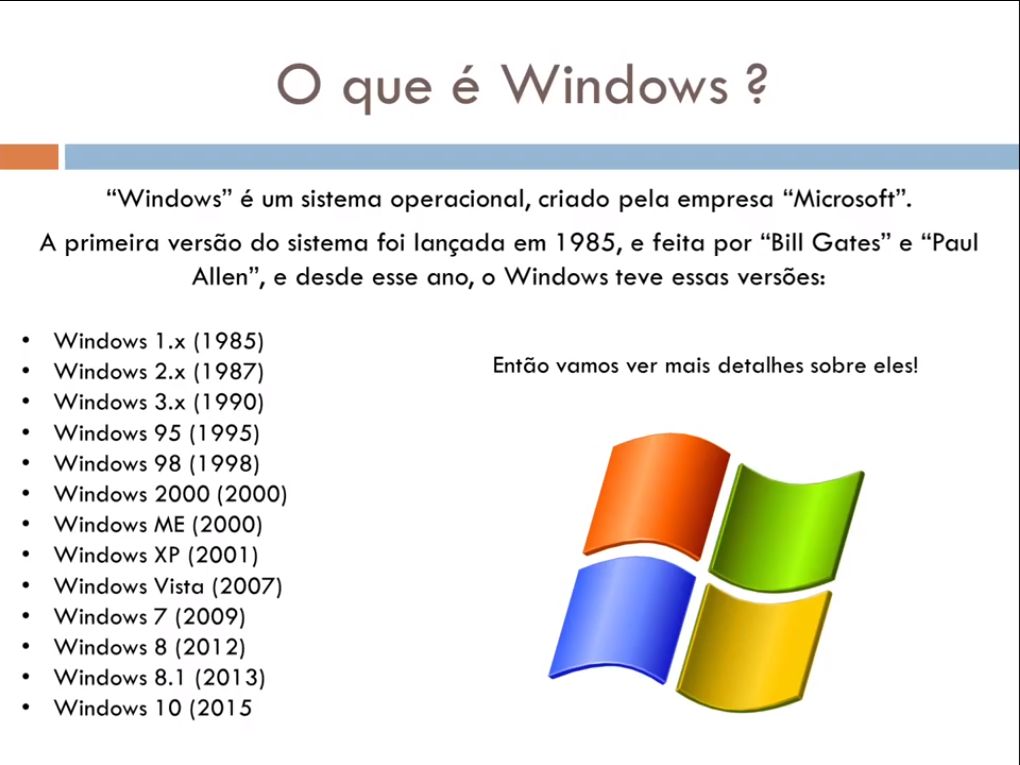 O que é Windows ?
“Windows” é um sistema operacional, criado pela empresa “Microsoft”.
A primeira versão do sistema foi lançada em 1985, e feita por “Bill Gates” e “Paul
Allen”, e desde esse ano, o Windows teve essas versões:
• Windows 1.x (1985)
• Windows 2.x (1987)
• Windows 3.x (1990)
• Windows 95 (1995)
• Windows 98 (1998)
• Windows 2000 (2000)
• Windows ME (2000)
• Windows XP (2001)
• Windows Vista (2007)
• Windows 7 (2009)
• Windows 8 (2012)
• Windows 8.1 (2013)
• Windows 10 (2015
Então vamos ver mais detalhes sobre eles!